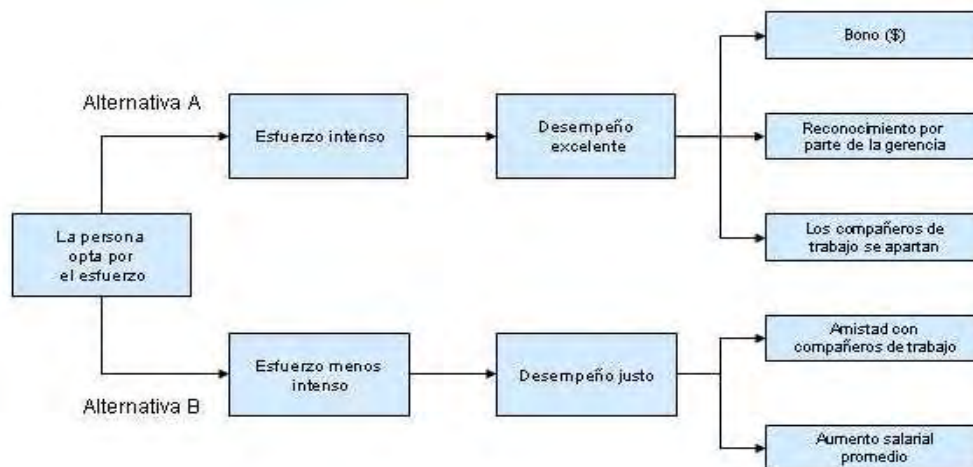 Bono ($)
Alternativa A
Esfuerzo intenso
Desempeño
excelente
Reconocimiento por
parte de la gerencia
La persona
opta por
el esfuerzo
Los compañeros de
trabajo se apartan
Esfuerzo menos
intenso
Desempeño justo
Amistad con
compañeros de trabajo
Alternativa B
Aumento salarial
promedio